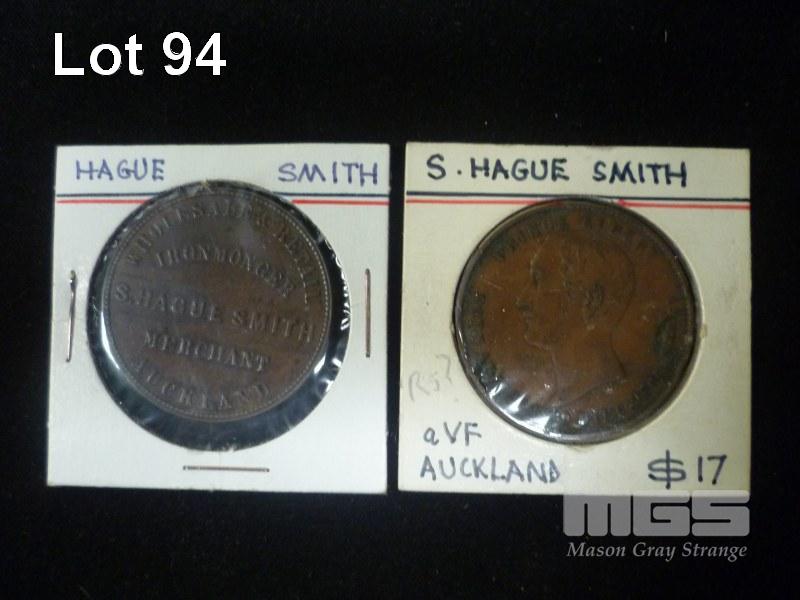 Lot 94
HAGUE SMITH
WHOLESALE & RETAIL
IRONMONGER
S. HAGUE SMITH
MERCHANT
AUCKLAND
S. HAGUE SMITH
aVF
AUCKLAND $17
MGS
Mason Gray Strange